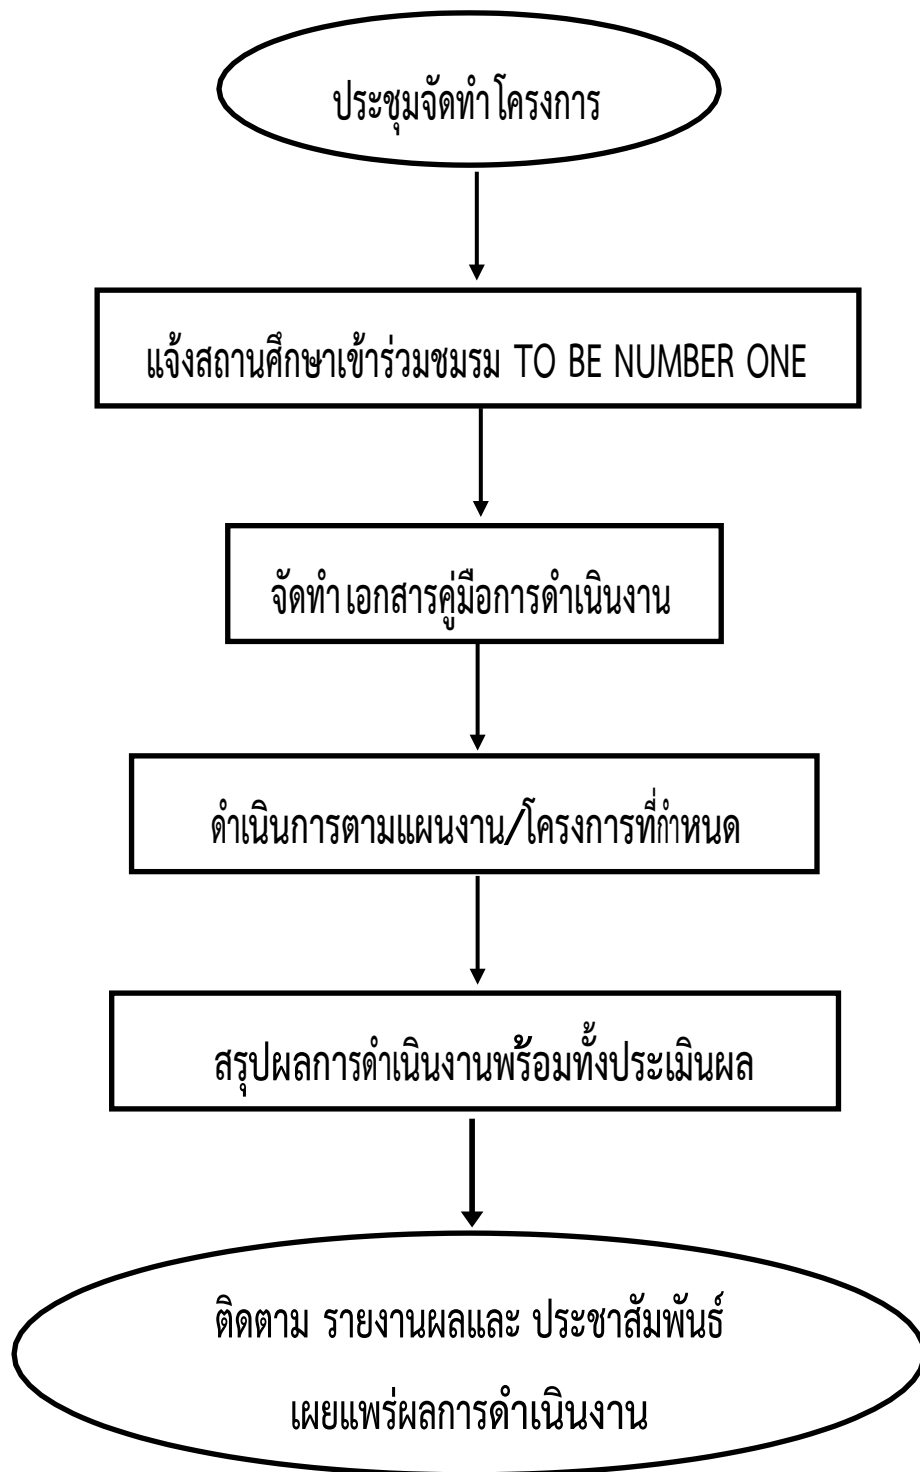 ประชุมจัดทำโครงการ
แจ้งสถานศึกษาเข้าร่วมชมรม TO BE NUMBER ONE
จัดทำเอกสารคู่มือการดำเนินงาน
ดำเนินการตามแผนงาน/โครงการที่กำหนด
สรุปผลการดำเนินงานพร้อมทั้งประเมินผล
ติดตาม รายงานผลและ ประชาสัมพันธ์
เผยแพร่ผลการดำเนินงาน